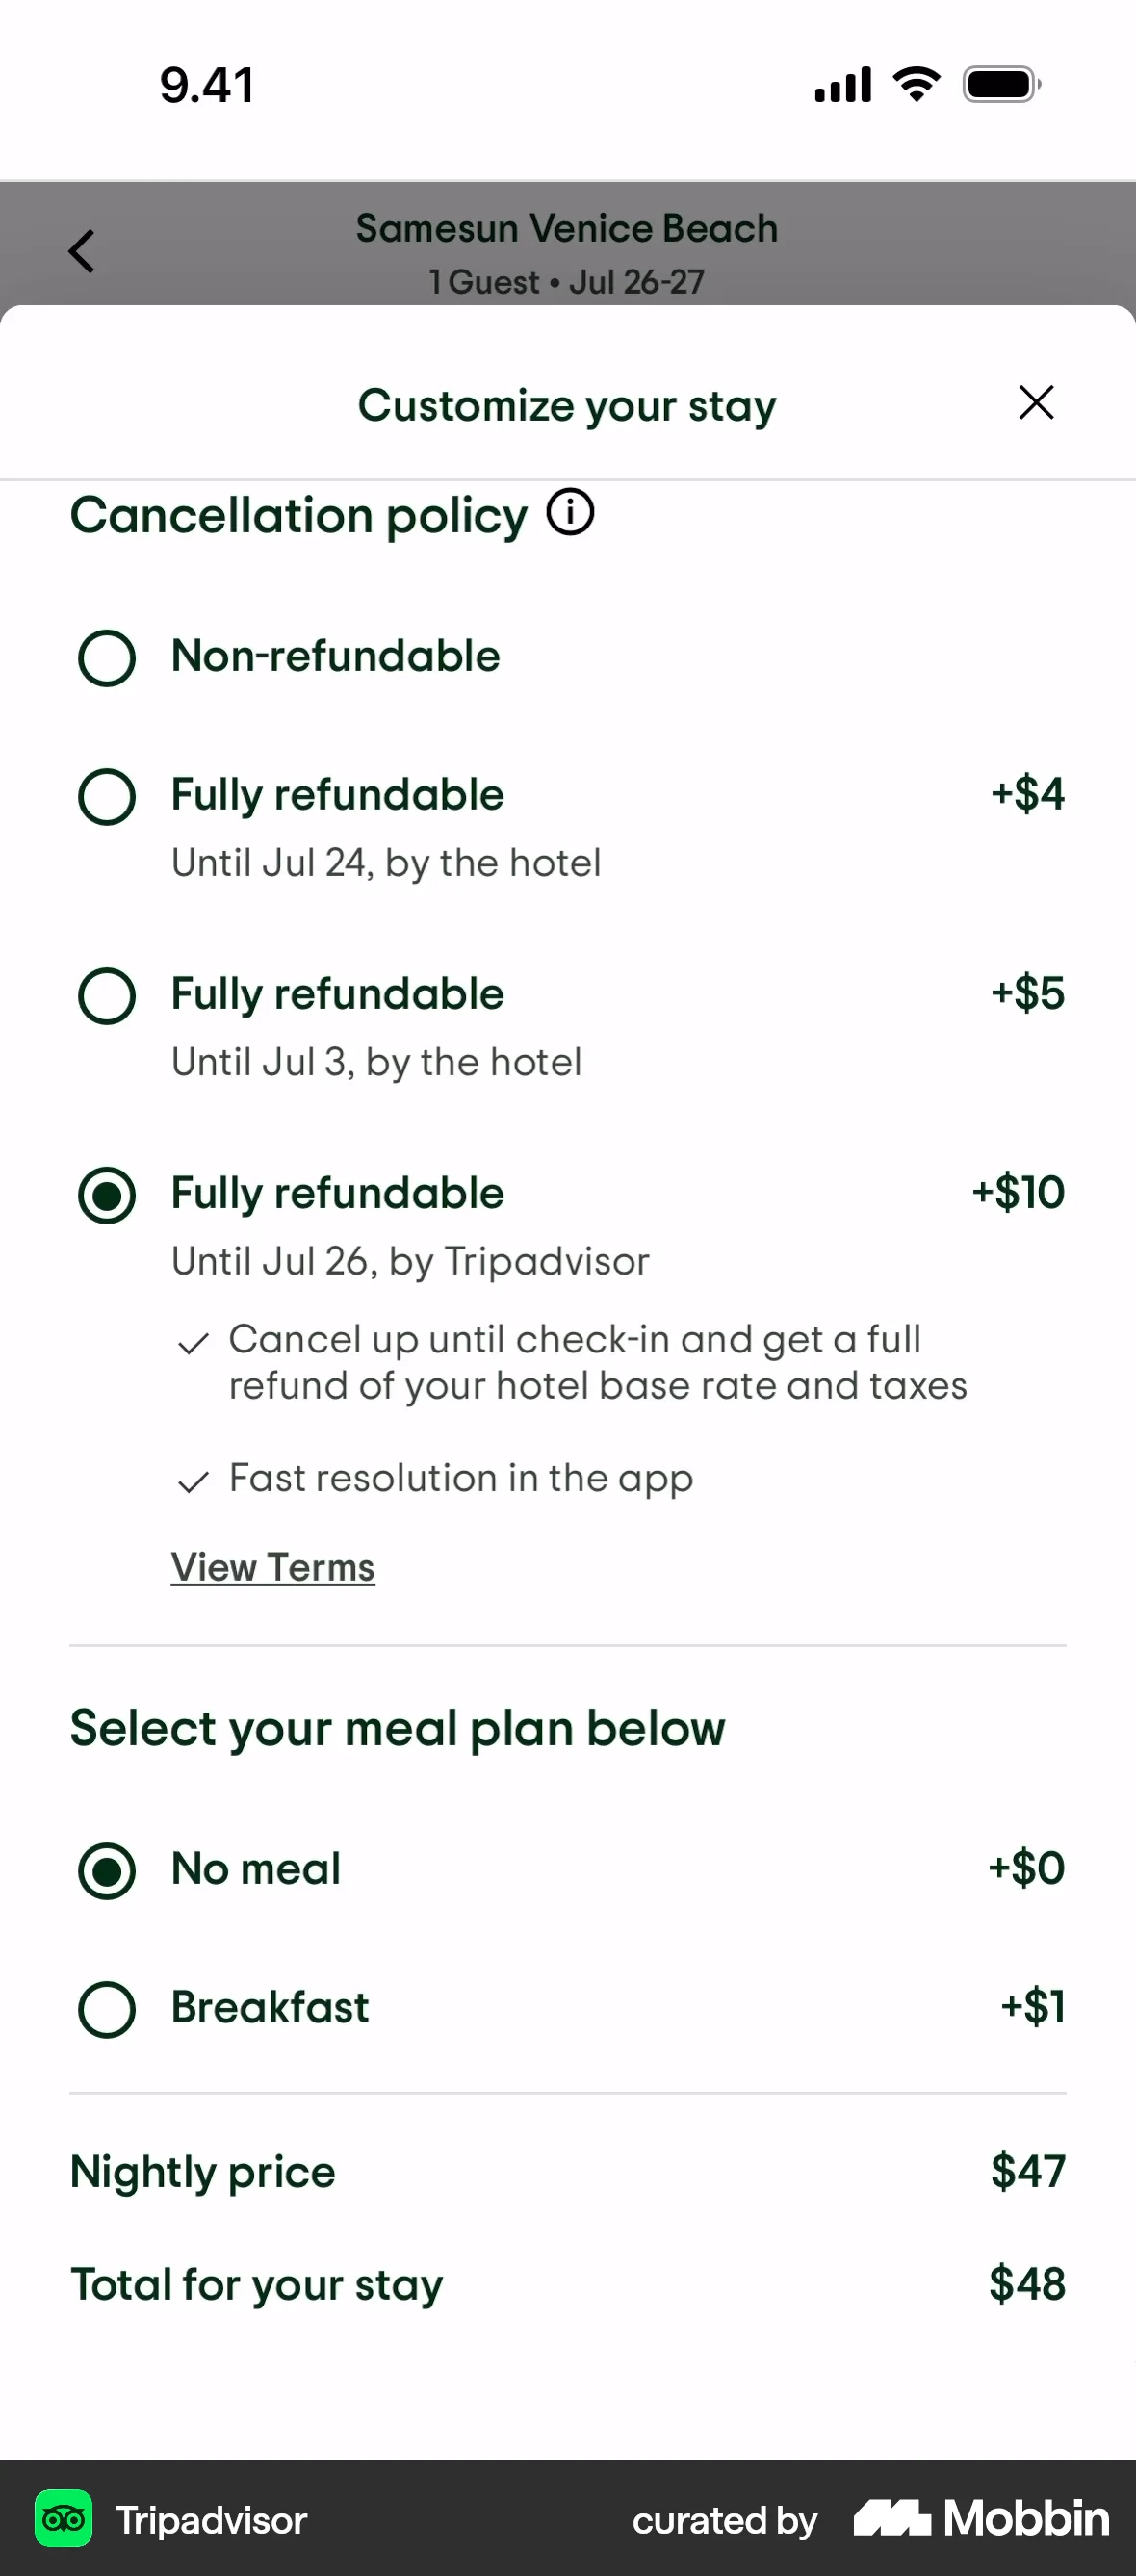 9.41
Samesun Venice Beach
1 Guest • Jul 26-27
Customize your stay
Cancellation policy
Non-refundable
Fully refundable +$4
Until Jul 24, by the hotel
Fully refundable +$5
Until Jul 3, by the hotel
Fully refundable +$10
Until Jul 26, by Tripadvisor
Cancel up until check-in and get a full
refund of your hotel base rate and taxes
Fast resolution in the app
View Terms
Select your meal plan below
No meal +$0
Breakfast +$1
Nightly price $47
Total for your stay $48
Tripadvisor curated by Mobbin